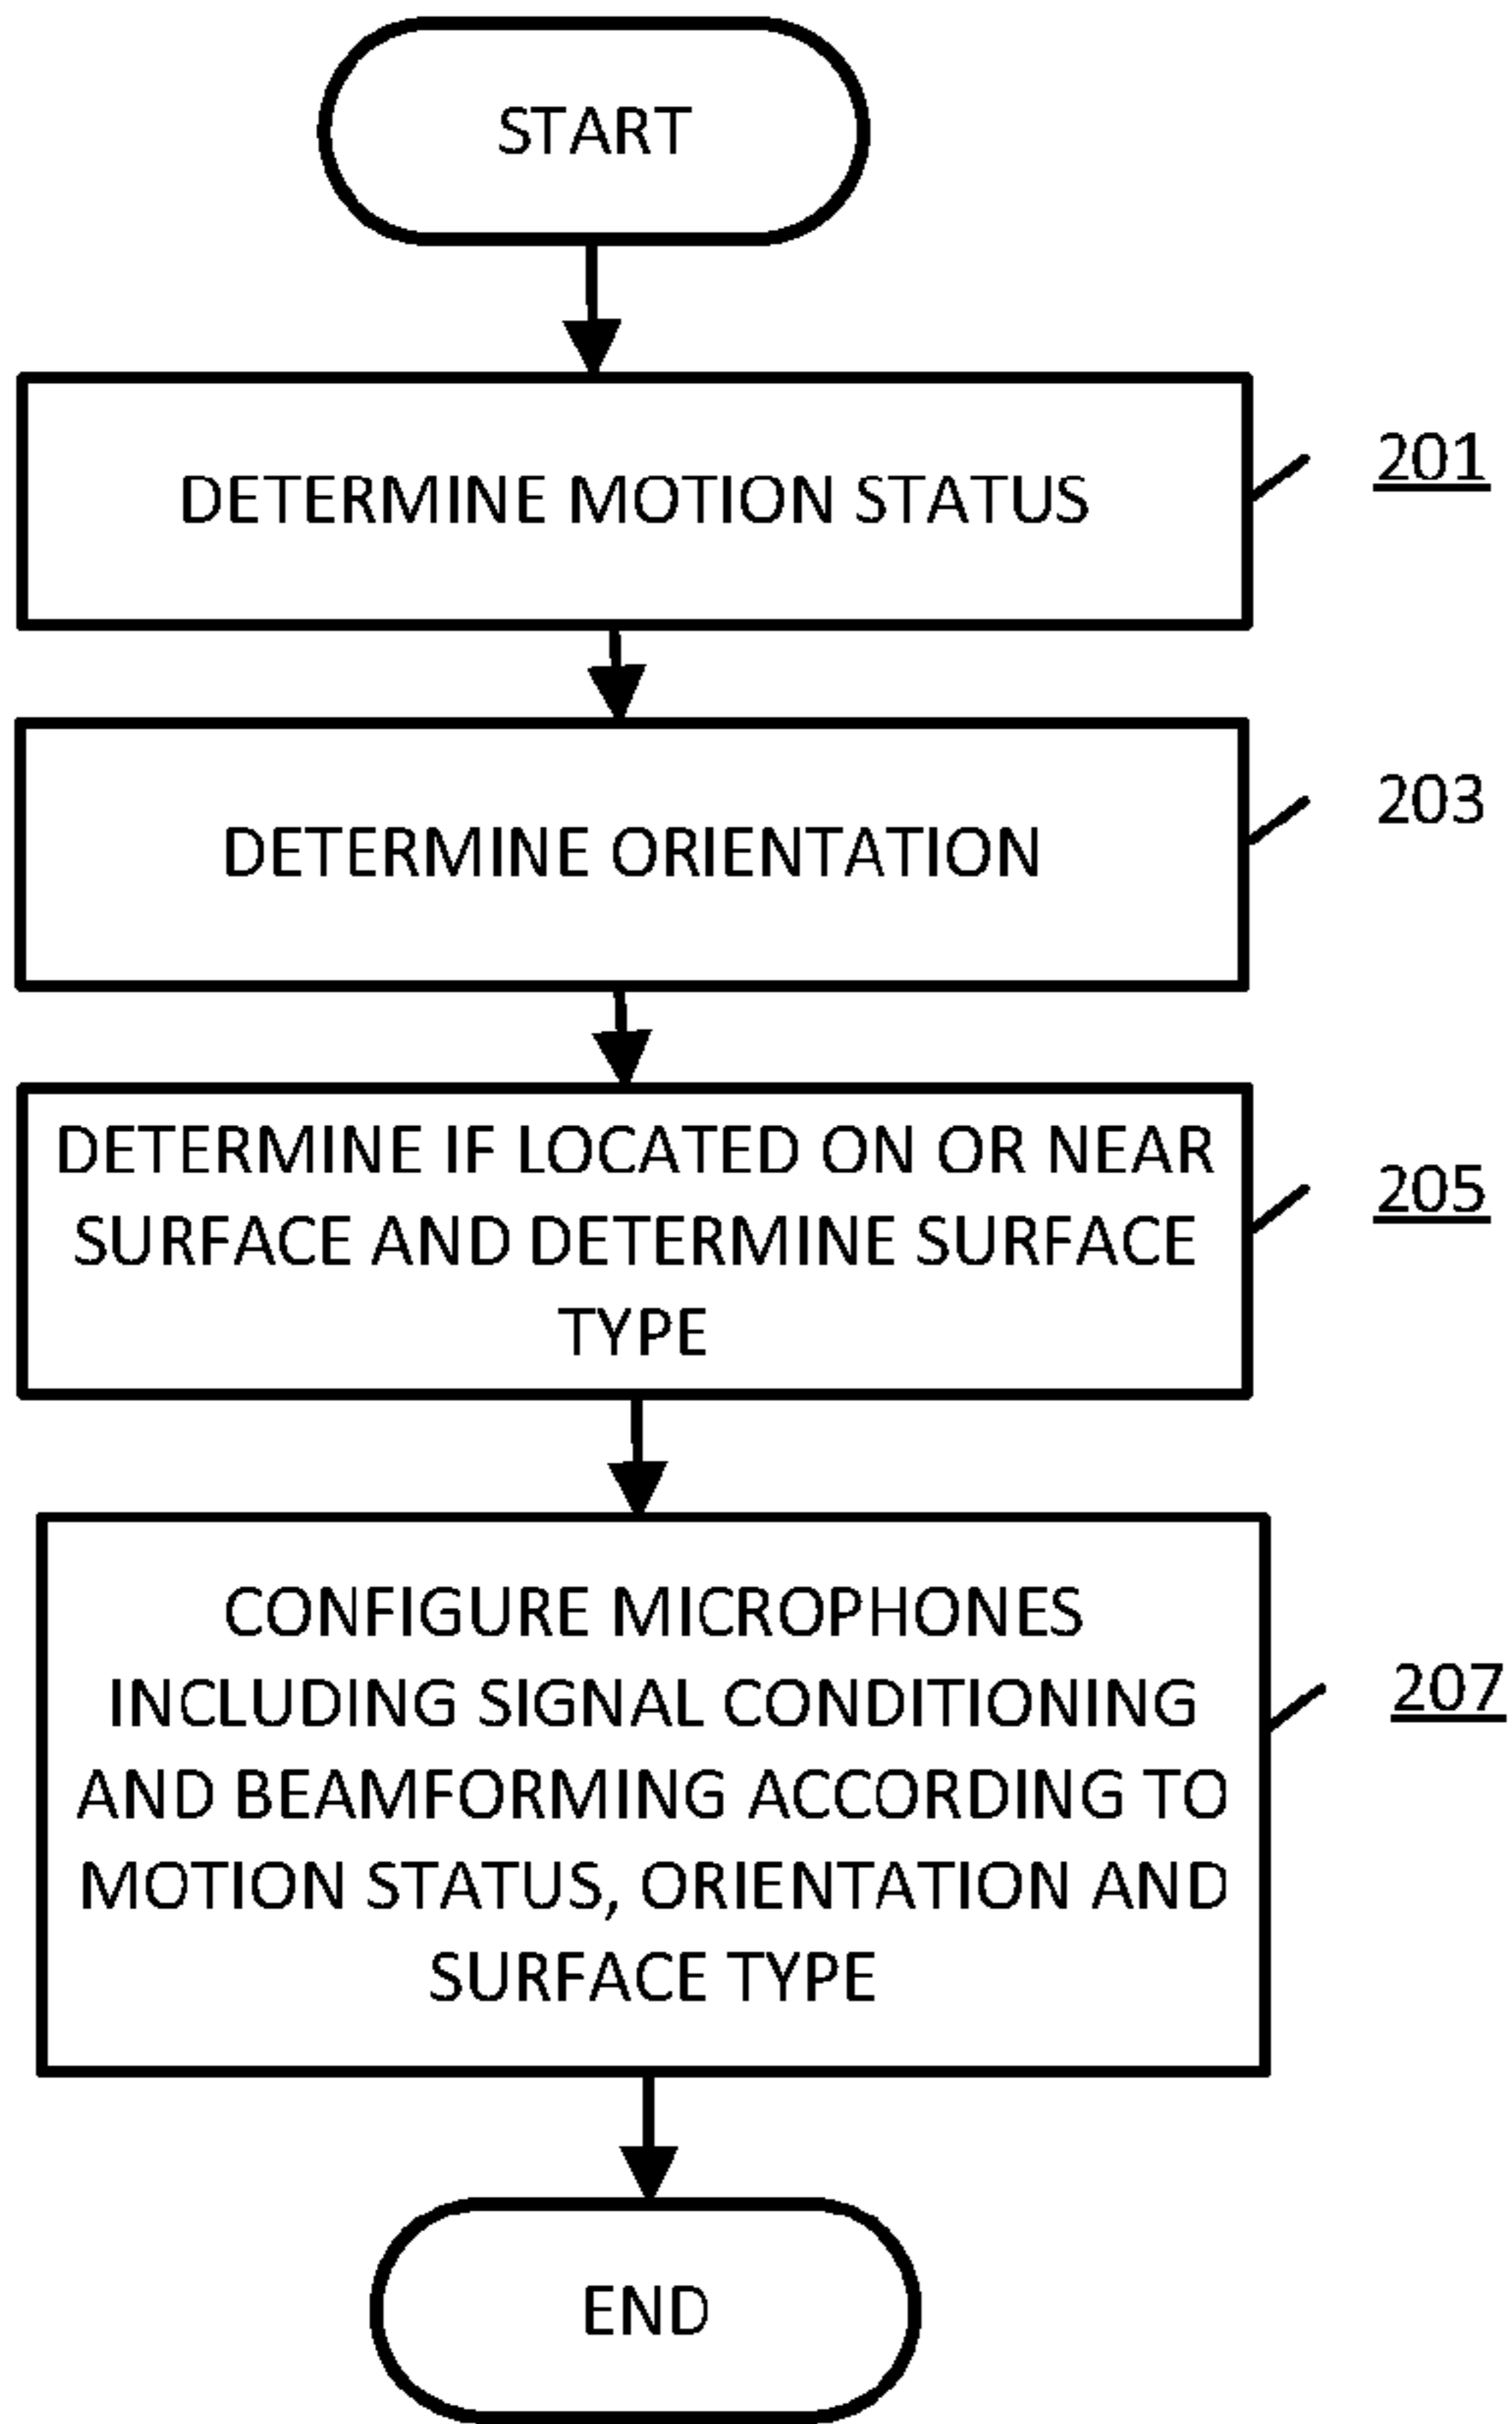 START
DETERMINE MOTION STATUS
201
DETERMINE ORIENTATION
203
DETERMINE IF LOCATED ON OR NEAR
SURFACE AND DETERMINE SURFACE
TYPE
205
CONFIGURE MICROPHONES
INCLUDING SIGNAL CONDITIONING
AND BEAMFORMING ACCORDING TO
MOTION STATUS, ORIENTATION AND
SURFACE TYPE
207
END